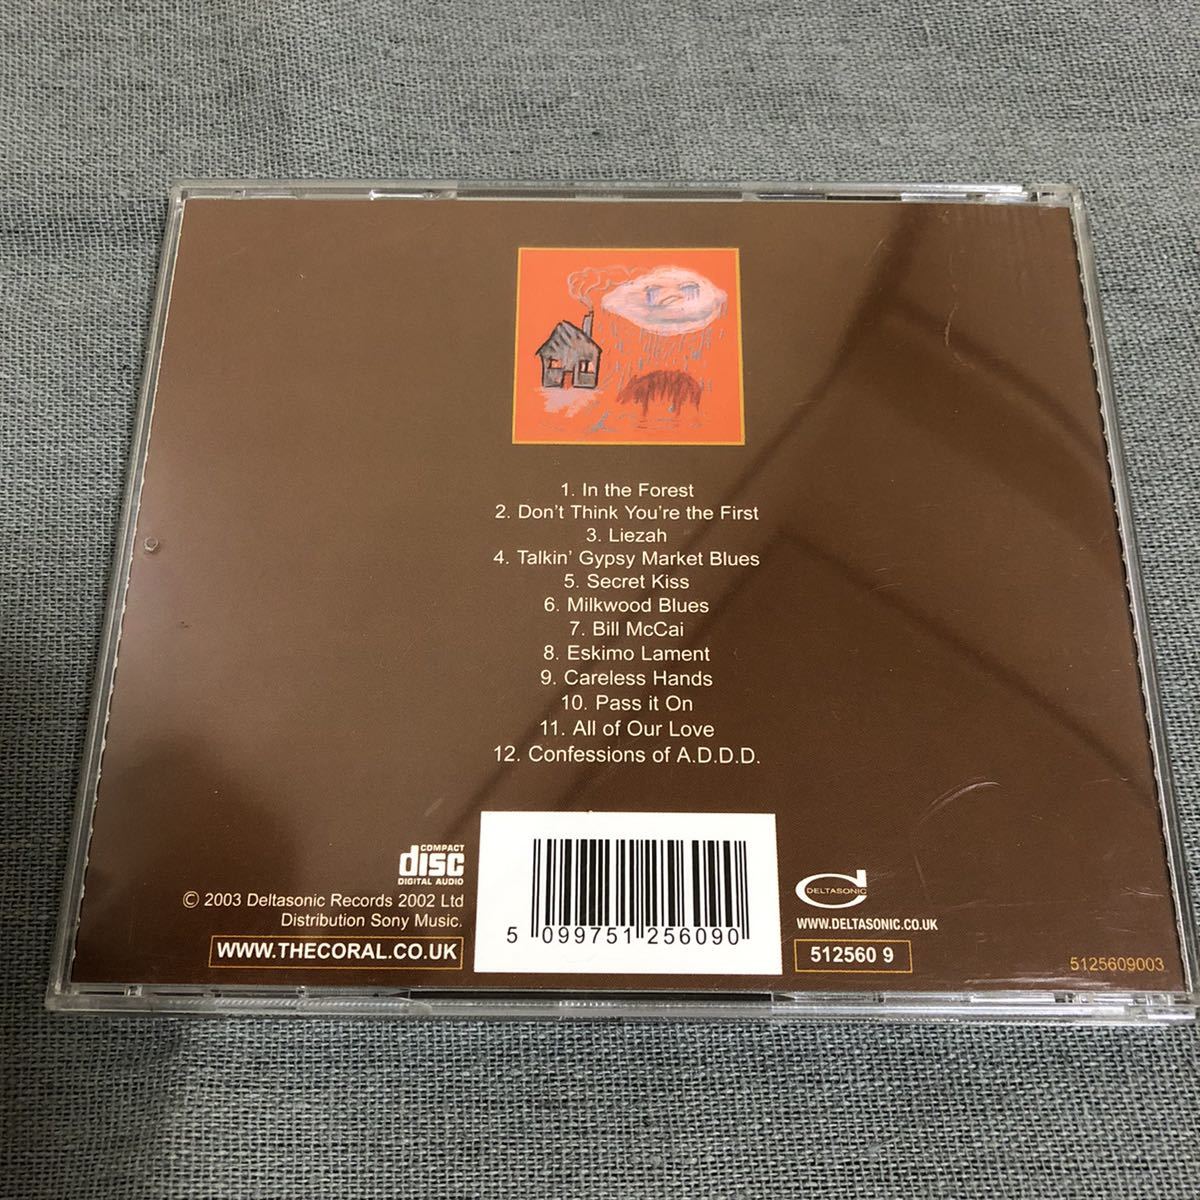 1. In the Forest
2. Don't Think You're the First
3. Liezah
4. Talkin' Gypsy Market Blues
5. Secret Kiss
6. Milkwood Blues
7. Bill McCai
8. Eskimo Lament
9. Careless Hands
10. Pass it On
11. All of Our Love
12. Confessions of A.D.D.D.
COMPACT
disc
DIGITAL AUDIO
© 2003 Deltasonic Records 2002 Ltd
Distribution Sony Music.
WWW.THECORAL.CO.UK
5 099751 256090
DELTASONIC
WWW.DELTASONIC.CO.UK
512560 9
5125609003